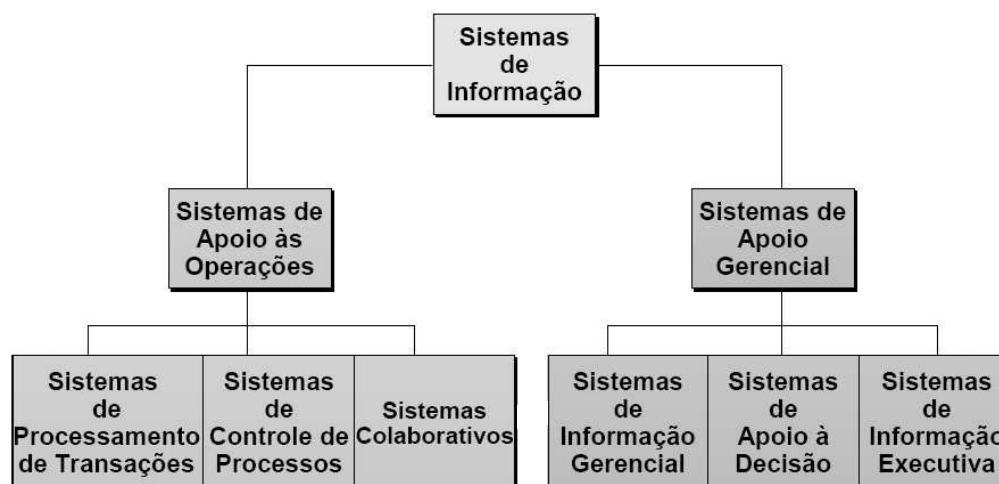 Sistemas
de
Informação
Sistemas de
Apoio às
Operações
Sistemas de
Apoio
Gerencial
Sistemas
de
Processamento
de Transações
Sistemas
de
Controle de
Processos
Sistemas
Colaborativos
Sistemas
de
Informação
Gerencial
Sistemas
de
Apoio à
Decisão
Sistemas
de
Informação
Executiva